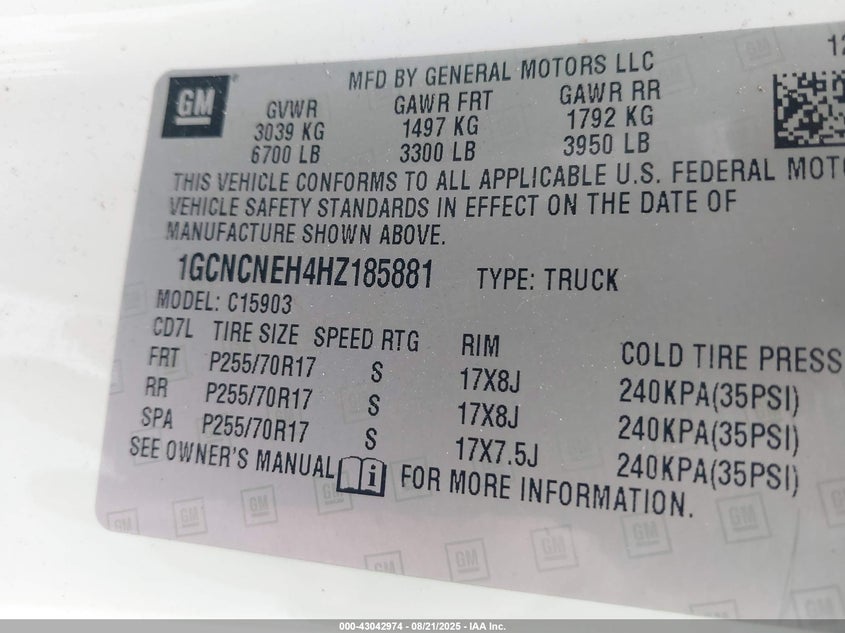 12
GM
MFD BY GENERAL MOTORS LLC
GVWR GAWR FRT GAWR RR
3039 KG 1497 KG 1792 KG
6700 LB 3300 LB 3950 LB
THIS VEHICLE CONFORMS TO ALL APPLICABLE U.S. FEDERAL MOTO
VEHICLE SAFETY STANDARDS IN EFFECT ON THE DATE OF
MANUFACTURE SHOWN ABOVE.
1GCNCNEH4HZ185881 TYPE: TRUCK
MODEL: C15903
CD7L TIRE SIZE SPEED RTG RIM COLD TIRE PRESS
FRT P255/70R17 S 17X8J 240KPA(35PSI)
RR P255/70R17 S 17X8J 240KPA(35PSI)
SPA P255/70R17 S 17X7.5J 240KPA(35PSI)
SEE OWNER'S MANUAL i FOR MORE INFORMATION.
000-43042974 - 08/21/2025 - IAA Inc.